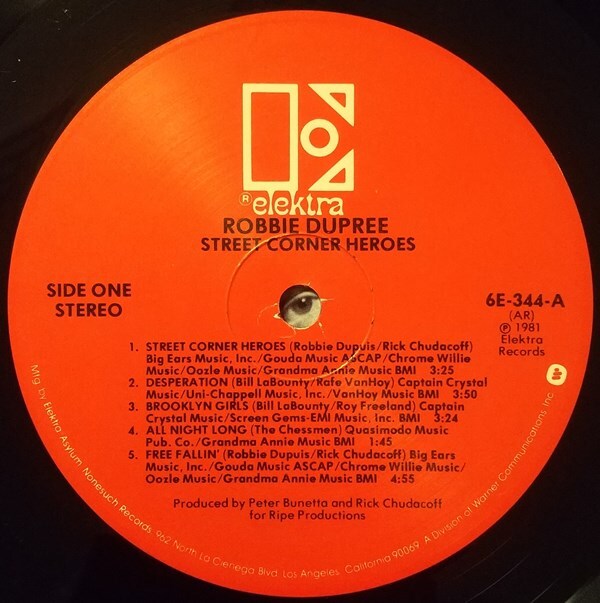 ® elektra
ROBBIE DUPREE
STREET CORNER HEROES
SIDE ONE
STEREO
6E-344-A
(AR)
℗ 1981
Elektra
Records
1. STREET CORNER HEROES (Robbie Dupuis/Rick Chudacoff)
Big Ears Music, Inc./Gouda Music ASCAP/Chrome Willie
Music/Oozle Music/Grandma Annie Music BMI 3:25
2. DESPERATION (Bill LaBounty/Rafe VanHoy) Captain Crystal
Music/Uni-Chappell Music, Inc./VanHoy Music BMI 3:50
3. BROOKLYN GIRLS (Bill LaBounty/Roy Freeland) Captain
Crystal Music/Screen Gems-EMI Music, Inc. BMI 3:24
4. ALL NIGHT LONG (The Chessmen) Quasimodo Music
Pub. Co./Grandma Annie Music BMI 1:45
5. FREE FALLIN' (Robbie Dupuis/Rick Chudacoff) Big Ears
Music, Inc./Gouda Music ASCAP/Chrome Willie Music/
Oozle Music/Grandma Annie Music BMI 4:55
Produced by Peter Bunetta and Rick Chudacoff
for Ripe Productions
Mfg. by Elektra/Asylum/Nonesuch Records, 962 North La Cienega Blvd. Los Angeles, California 90069. A Division of Warner Communications Inc.